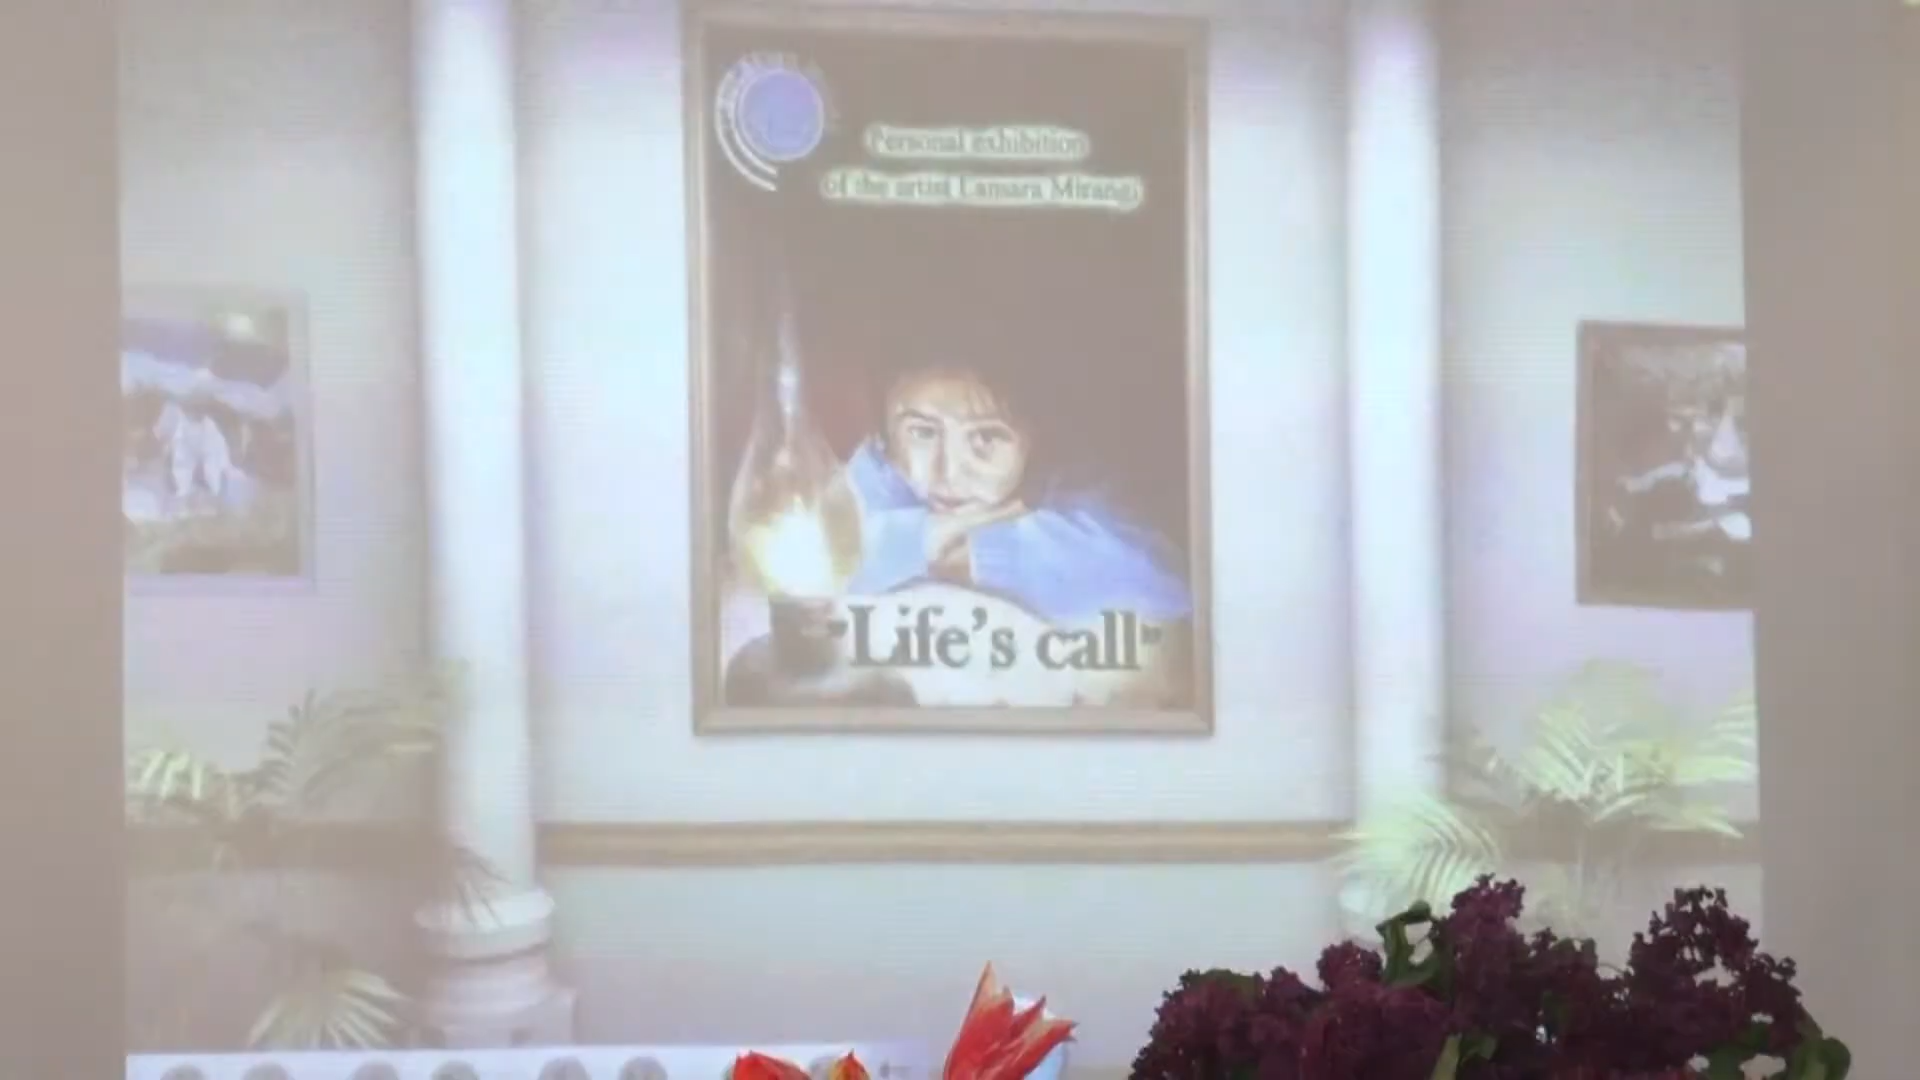 Personal exhibition
of the artist Lamara Mirangi
"Life's call"